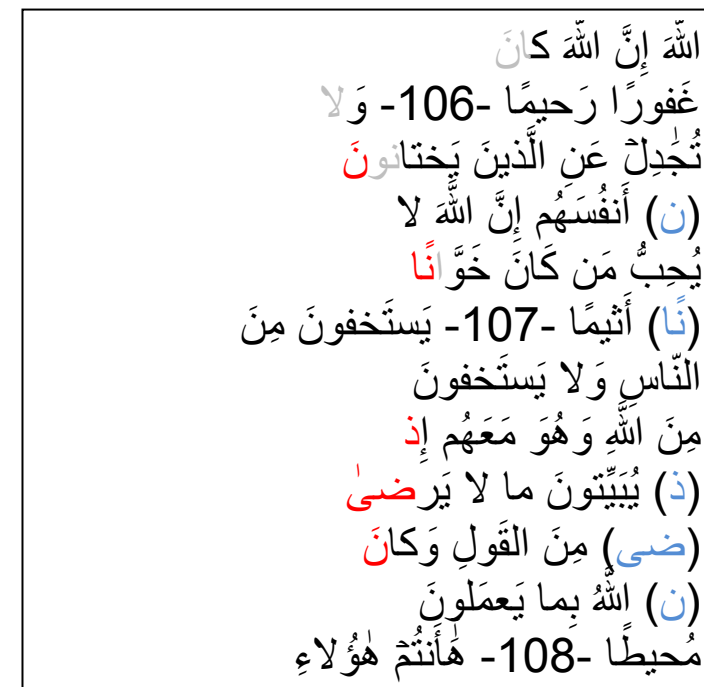 اللَّهَ إِنَّ اللَّهَ كانَ
غَفورًا رَحيمًا -106- وَلا
تُجٰدِلۡ عَنِ الَّذينَ يَختانونَ
(ن) أَنفُسَهُم إِنَّ اللَّهَ لا
يُحِبُّ مَن كَانَ خَوَّانًا
(نًا) أَثيمًا -107- يَستَخفونَ مِنَ
النّاسِ وَلا يَستَخفونَ
مِنَ اللَّهِ وَهُوَ مَعَهُم إِذ
(ذ) يُبَيِّتونَ ما لا يَرضىٰ
(ضى) مِنَ القَولِ وَكانَ
(ن) اللَّهُ بِما يَعمَلونَ
مُحيطًا -108- هَٰأَنتُمۡ هٰؤُلاءِ